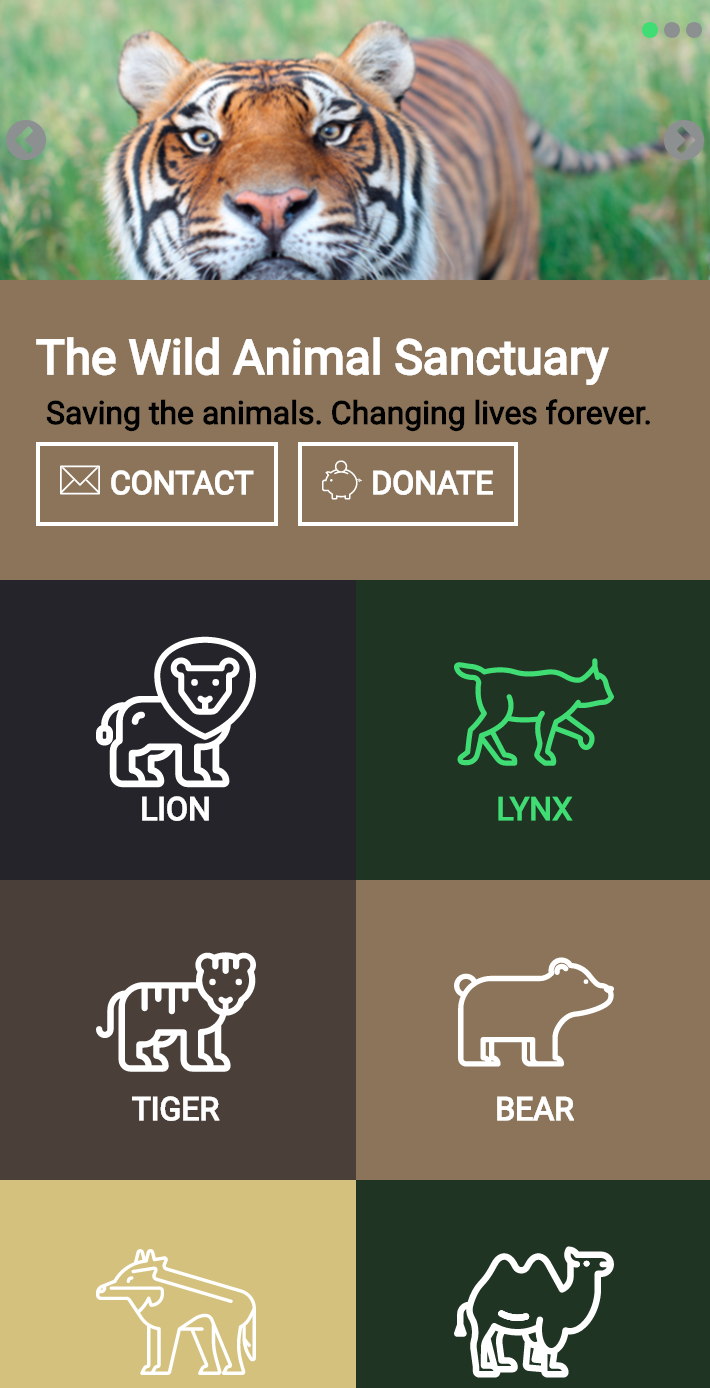 The Wild Animal Sanctuary
Saving the animals. Changing lives forever.
CONTACT
DONATE
LION
LYNX
TIGER
BEAR